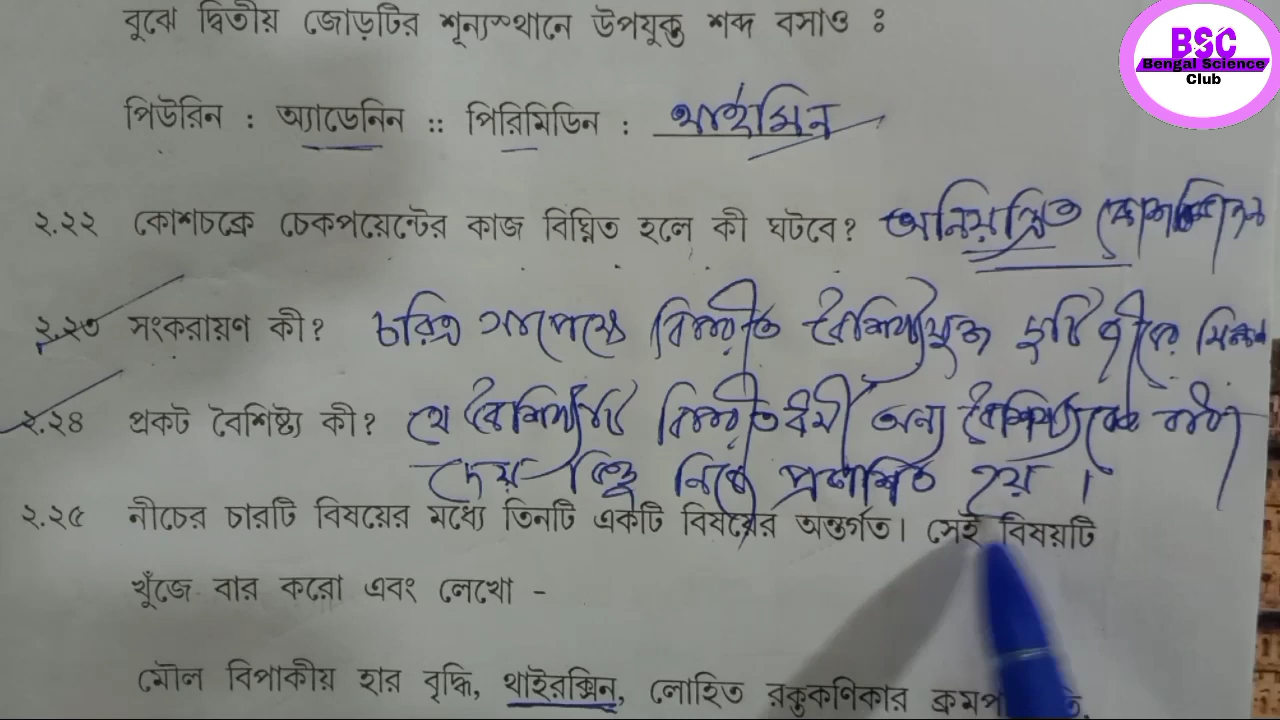 বুঝে দ্বিতীয় জোড়টির শূন্যস্থানে উপযুক্ত শব্দ বসাও ঃ
BSC
Bengal Science
Club
পিউরিন : অ্যাডেনিন :: পিরিমিডিন : থাইমিন
২.২২ কোশচক্রে চেকপয়েন্টের কাজ বিঘ্নিত হলে কী ঘটবে? অনিয়ন্ত্রিত কোশবিভাজন
২.২৩ সংকরায়ণ কী? চরিত্র সাপেক্ষে বিপরীত বৈশিষ্ট্যযুক্ত দুটি জীবের মিলন
২.২৪ প্রকট বৈশিষ্ট্য কী? যে বৈশিষ্ট্যটি বিপরীতধর্মী অন্য বৈশিষ্ট্যকে বাধা
দেয় কিন্তু নিজে প্রকাশিত হয় ।
২.২৫ নীচের চারটি বিষয়ের মধ্যে তিনটি একটি বিষয়ের অন্তর্গত। সেই বিষয়টি
খুঁজে বার করো এবং লেখো -
মৌল বিপাকীয় হার বৃদ্ধি, থাইরক্সিন, লোহিত রক্তকণিকার